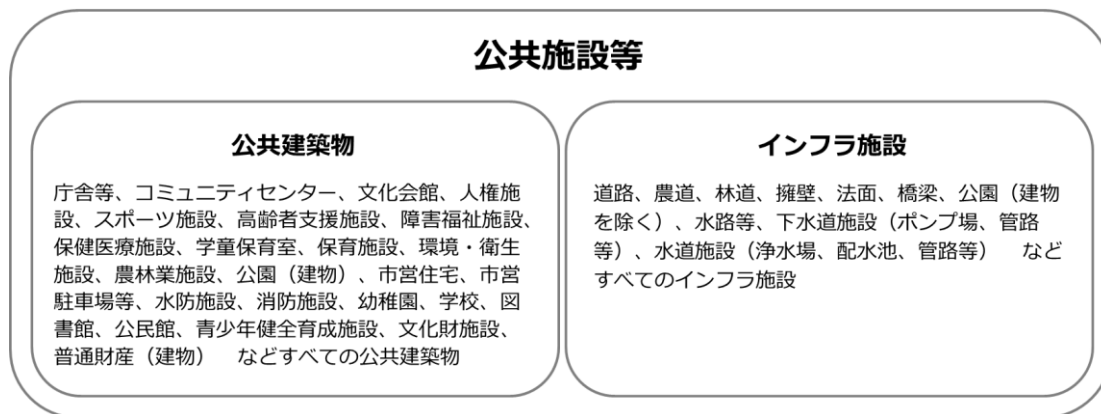 公共施設等
公共建築物
庁舎等、コミュニティセンター、文化会館、人権施
設、スポーツ施設、高齢者支援施設、障害福祉施設、
保健医療施設、学童保育室、保育施設、環境・衛生
施設、農林業施設、公園（建物）、市営住宅、市営
駐車場等、水防施設、消防施設、幼稚園、学校、図
書館、公民館、青少年健全育成施設、文化財施設、
普通財産（建物）　などすべての公共建築物
インフラ施設
道路、農道、林道、擁壁、法面、橋梁、公園（建物
を除く）、水路等、下水道施設（ポンプ場、管路
等）、水道施設（浄水場、配水池、管路等）　など
すべてのインフラ施設